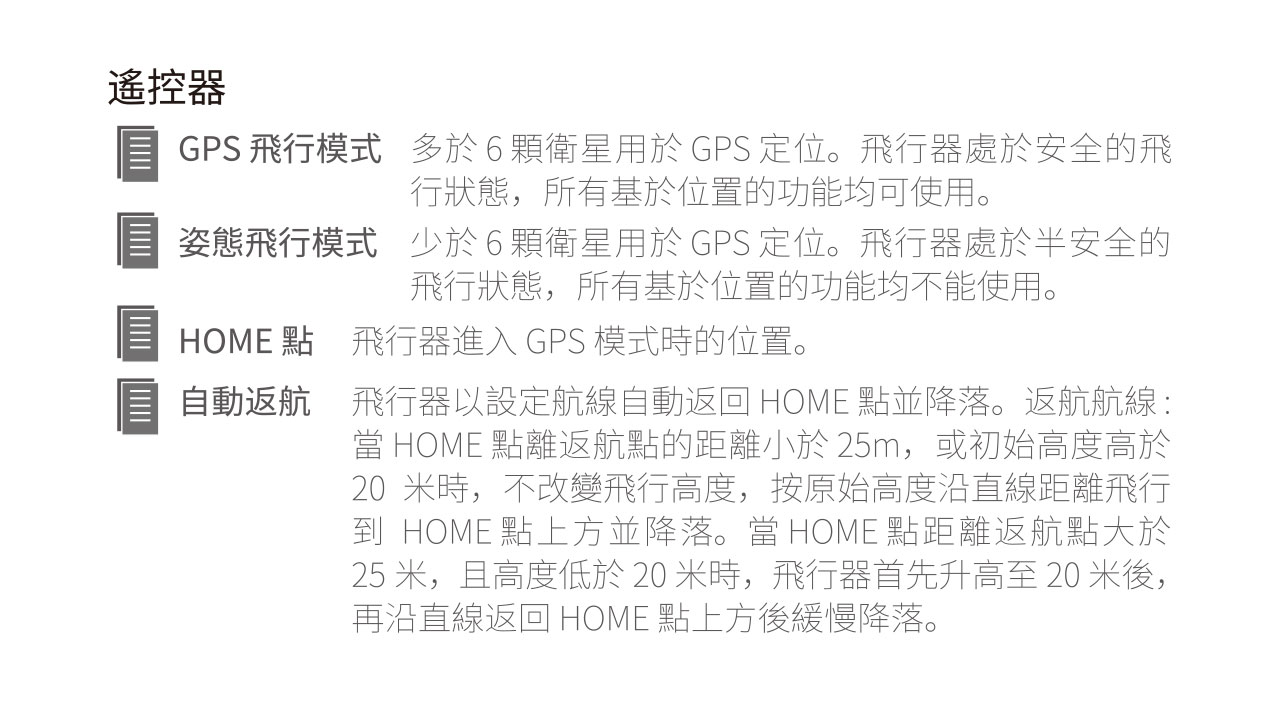 遙控器
GPS 飛行模式 多於 6 顆衛星用於 GPS 定位。飛行器處於安全的飛
行狀態，所有基於位置的功能均可使用。
姿態飛行模式 少於 6 顆衛星用於 GPS 定位。飛行器處於半安全的
飛行狀態，所有基於位置的功能均不能使用。
HOME 點 飛行器進入 GPS 模式時的位置。
自動返航 飛行器以設定航線自動返回 HOME 點並降落。返航航線：
當 HOME 點離返航點的距離小於 25m，或初始高度高於
20 米時，不改變飛行高度，按原始高度沿直線距離飛行
到 HOME 點上方並降落。當 HOME 點距離返航點大於
25 米，且高度低於 20 米時，飛行器首先升高至 20 米後，
再沿直線返回 HOME 點上方後緩慢降落。